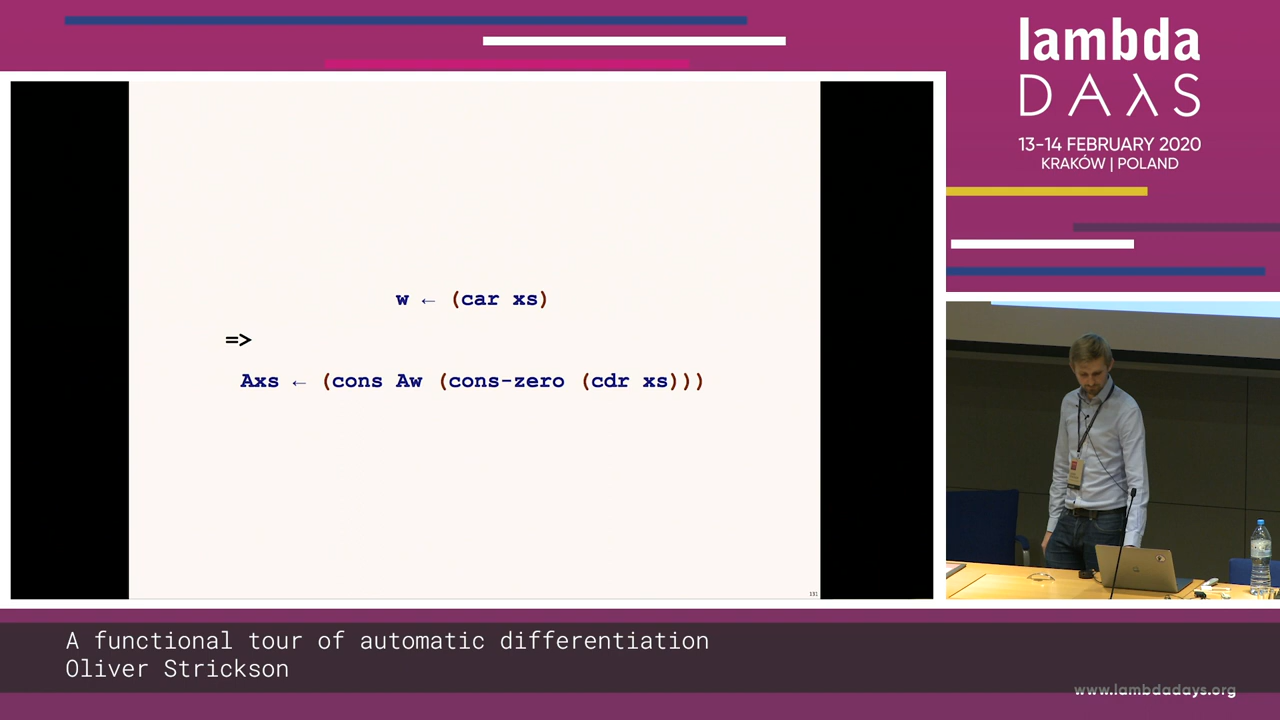 lambda
DAλS
13-14 FEBRUARY 2020
KRAKÓW | POLAND
w ← (car xs)
=>
Axs ← (cons Aw (cons-zero (cdr xs)))
131
A functional tour of automatic differentiation
Oliver Strickson
www.lambdadays.org